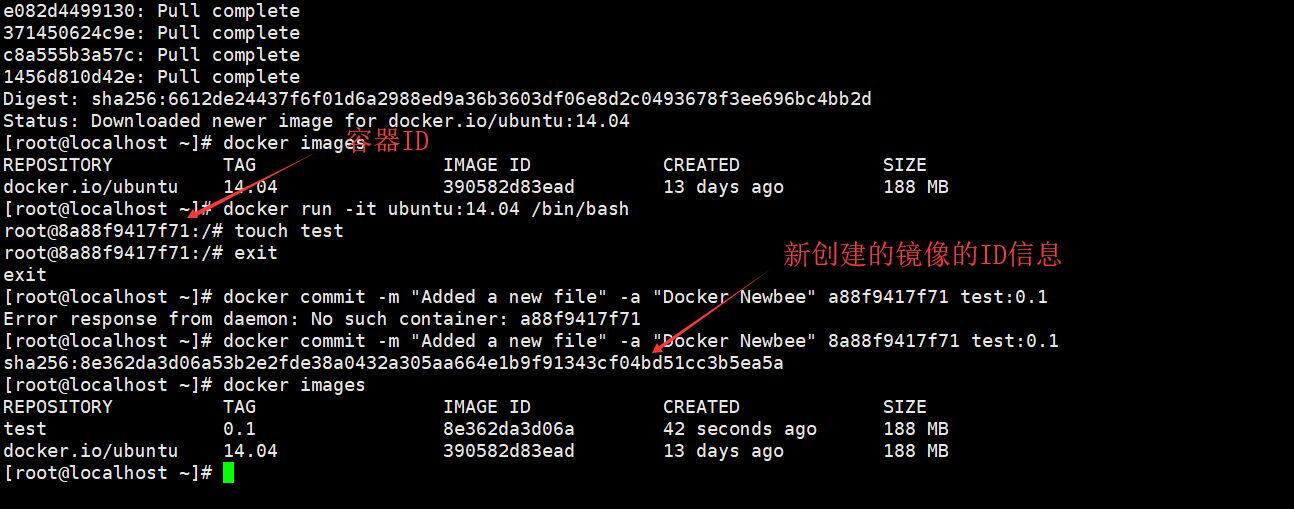 e082d4499130: Pull complete
371450624c9e: Pull complete
c8a555b3a57c: Pull complete
1456d810d42e: Pull complete
Digest: sha256:6612de24437f6f01d6a2988ed9a36b3603df06e8d2c0493678f3ee696bc4bb2d
Status: Downloaded newer image for docker.io/ubuntu:14.04
[root@localhost ~]# docker images
容器ID
REPOSITORY TAG IMAGE ID CREATED SIZE
docker.io/ubuntu 14.04 390582d83ead 13 days ago 188 MB
[root@localhost ~]# docker run -it ubuntu:14.04 /bin/bash
root@8a88f9417f71:/# touch test
root@8a88f9417f71:/# exit
新创建的镜像的ID信息
exit
[root@localhost ~]# docker commit -m "Added a new file" -a "Docker Newbee" a88f9417f71 test:0.1
Error response from daemon: No such container: a88f9417f71
[root@localhost ~]# docker commit -m "Added a new file" -a "Docker Newbee" 8a88f9417f71 test:0.1
sha256:8e362da3d06a53b2e2fde38a0432a305aa664e1b9f91343cf04bd51cc3b5ea5a
[root@localhost ~]# docker images
REPOSITORY TAG IMAGE ID CREATED SIZE
test 0.1 8e362da3d06a 42 seconds ago 188 MB
docker.io/ubuntu 14.04 390582d83ead 13 days ago 188 MB
[root@localhost ~]#